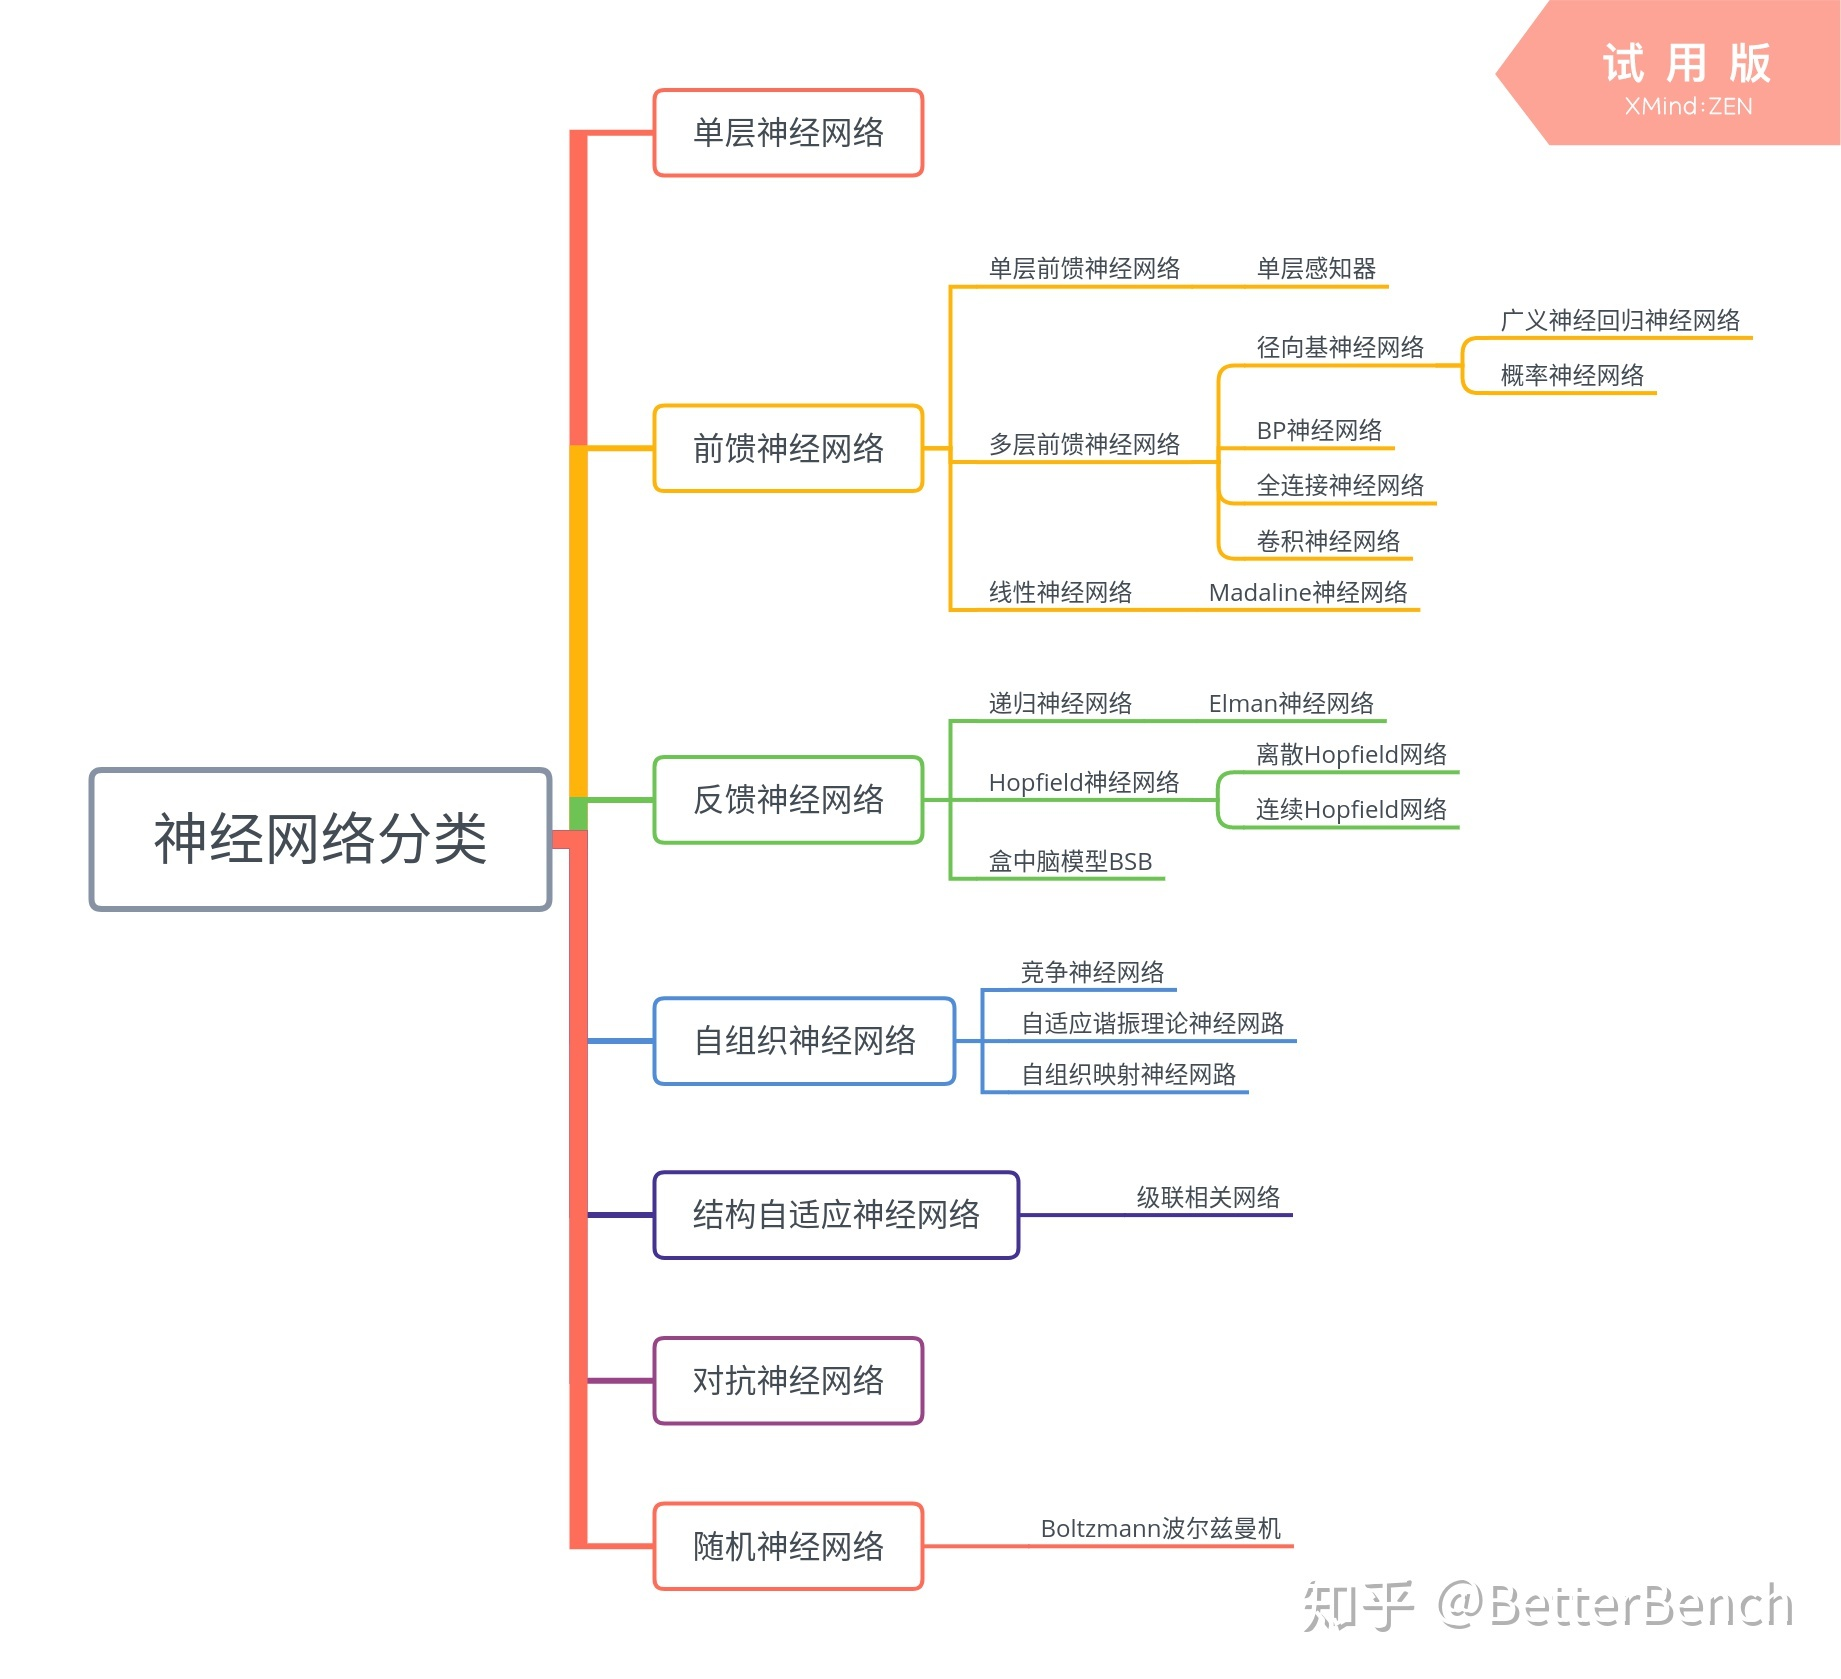 试用版
XMind:ZEN
神经网络分类
单层神经网络
前馈神经网络
单层前馈神经网络
单层感知器
多层前馈神经网络
径向基神经网络
广义神经回归神经网络
概率神经网络
BP神经网络
全连接神经网络
卷积神经网络
线性神经网络
Madaline神经网络
反馈神经网络
递归神经网络
Elman神经网络
Hopfield神经网络
离散Hopfield网络
连续Hopfield网络
盒中脑模型BSB
自组织神经网络
竞争神经网络
自适应谐振理论神经网路
自组织映射神经网路
结构自适应神经网络
级联相关网络
对抗神经网络
随机神经网络
Boltzmann波尔兹曼机
知乎 @BetterBench